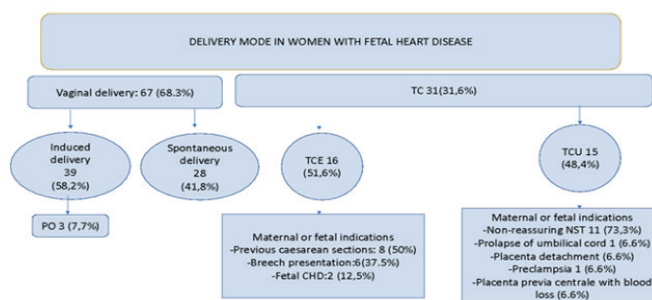 DELIVERY MODE IN WOMEN WITH FETAL HEART DISEASE
Vaginal delivery: 67 (68.3%)
TC 31(31,6%)
Induced delivery
39
(58,2%)
Spontaneous delivery
28
(41,8%)
TCE 16
(51,6%)
TCU 15
(48,4%)
PO 3 (7,7%)
Maternal or fetal indications
-Previous caesarean sections: 8 (50%)
-Breech presentation:6(37.5%)
-Fetal CHD:2 (12,5%)
Maternal or fetal indications
-Non-reassuring NST 11 (73,3%)
-Prolapse of umbilical cord 1 (6.6%)
-Placenta detachment (6.6%)
-Preclampsia 1 (6.6%)
-Placenta previa centrale with blood
loss (6.6%)